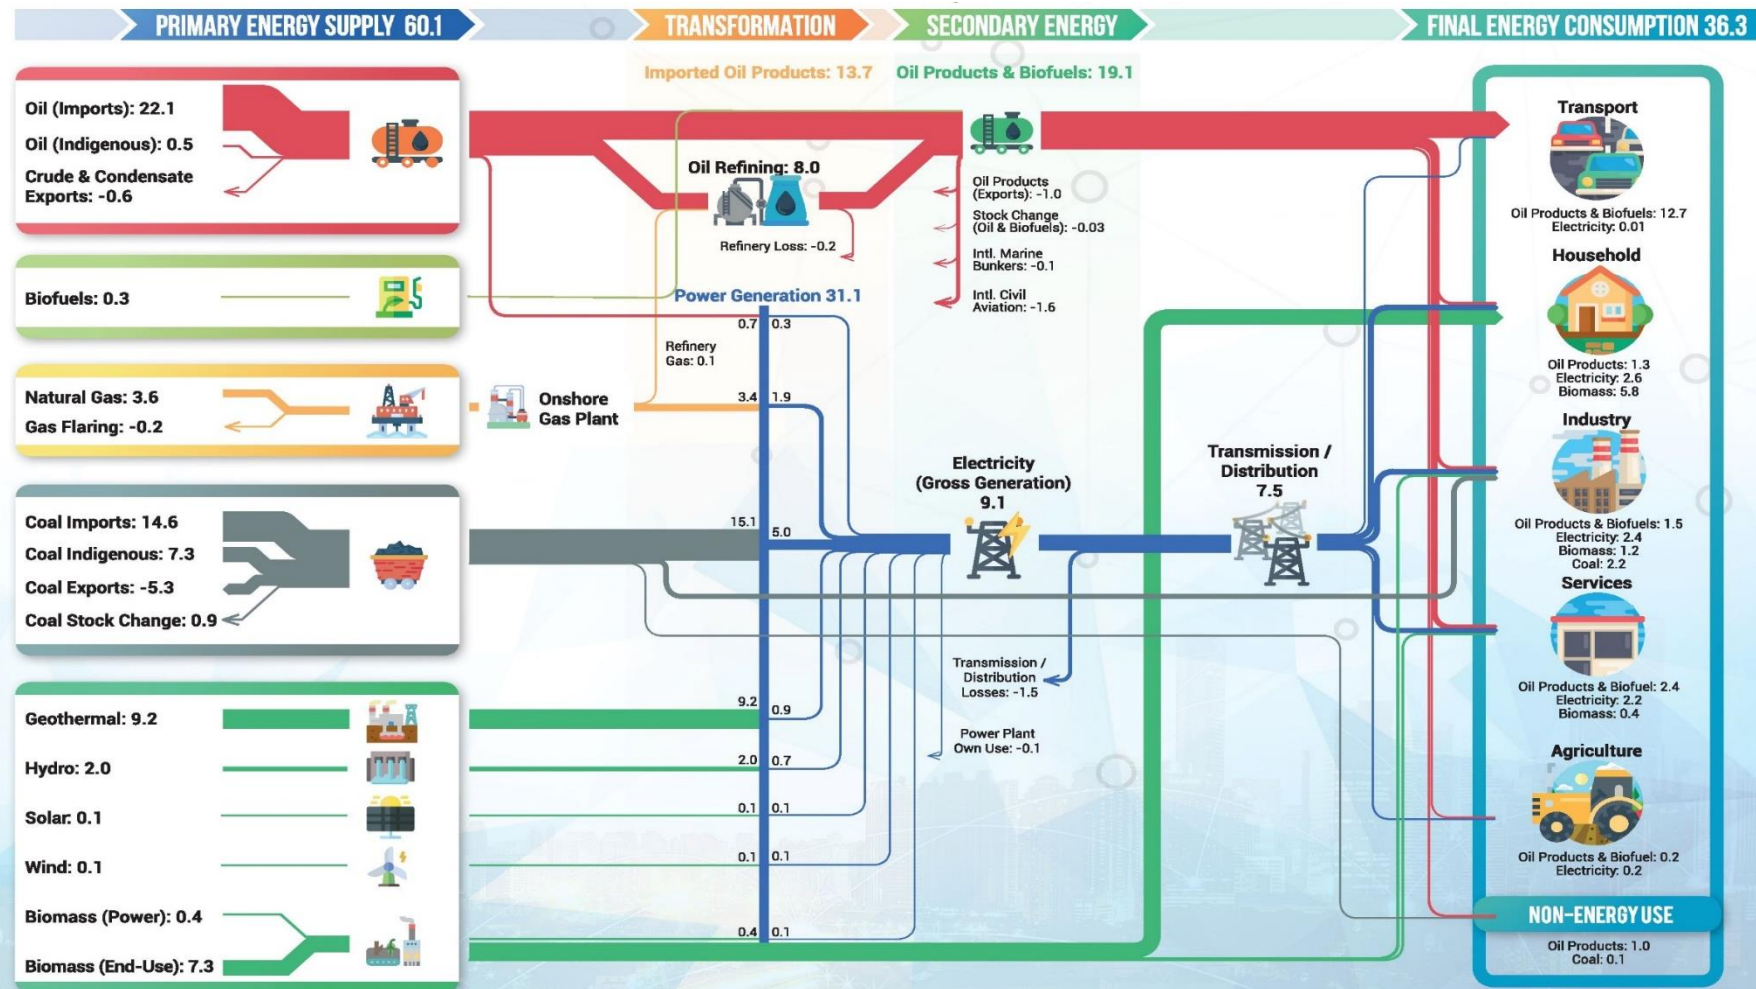 PRIMARY ENERGY SUPPLY 60.1
TRANSFORMATION
SECONDARY ENERGY
FINAL ENERGY CONSUMPTION 36.3
Imported Oil Products: 13.7
Oil Products & Biofuels: 19.1
Oil (Imports): 22.1
Oil (Indigenous): 0.5
Crude & Condensate
Exports: -0.6
Oil Refining: 8.0
Refinery Loss: -0.2
Oil Products
(Exports): -1.0
Stock Change
(Oil & Biofuels): -0.03
Intl. Marine
Bunkers: -0.1
Intl. Civil
Aviation: -1.6
Biofuels: 0.3
Power Generation 31.1
0.7 0.3
Refinery
Gas: 0.1
Natural Gas: 3.6
Gas Flaring: -0.2
Onshore
Gas Plant
3.4 1.9
Coal Imports: 14.6
Coal Indigenous: 7.3
Coal Exports: -5.3
Coal Stock Change: 0.9
15.1 5.0
Electricity
(Gross Generation)
9.1
Transmission /
Distribution
7.5
Transmission /
Distribution
Losses: -1.5
Power Plant
Own Use: -0.1
Geothermal: 9.2
9.2 0.9
Hydro: 2.0
2.0 0.7
Solar: 0.1
0.1 0.1
Wind: 0.1
0.1 0.1
Biomass (Power): 0.4
0.4 0.1
Biomass (End-Use): 7.3
Transport
Oil Products & Biofuels: 12.7
Electricity: 0.01
Household
Oil Products: 1.3
Electricity: 2.6
Biomass: 5.8
Industry
Oil Products & Biofuels: 1.5
Electricity: 2.4
Biomass: 1.2
Coal: 2.2
Services
Oil Products & Biofuel: 2.4
Electricity: 2.2
Biomass: 0.4
Agriculture
Oil Products & Biofuel: 0.2
Electricity: 0.2
NON-ENERGY USE
Oil Products: 1.0
Coal: 0.1